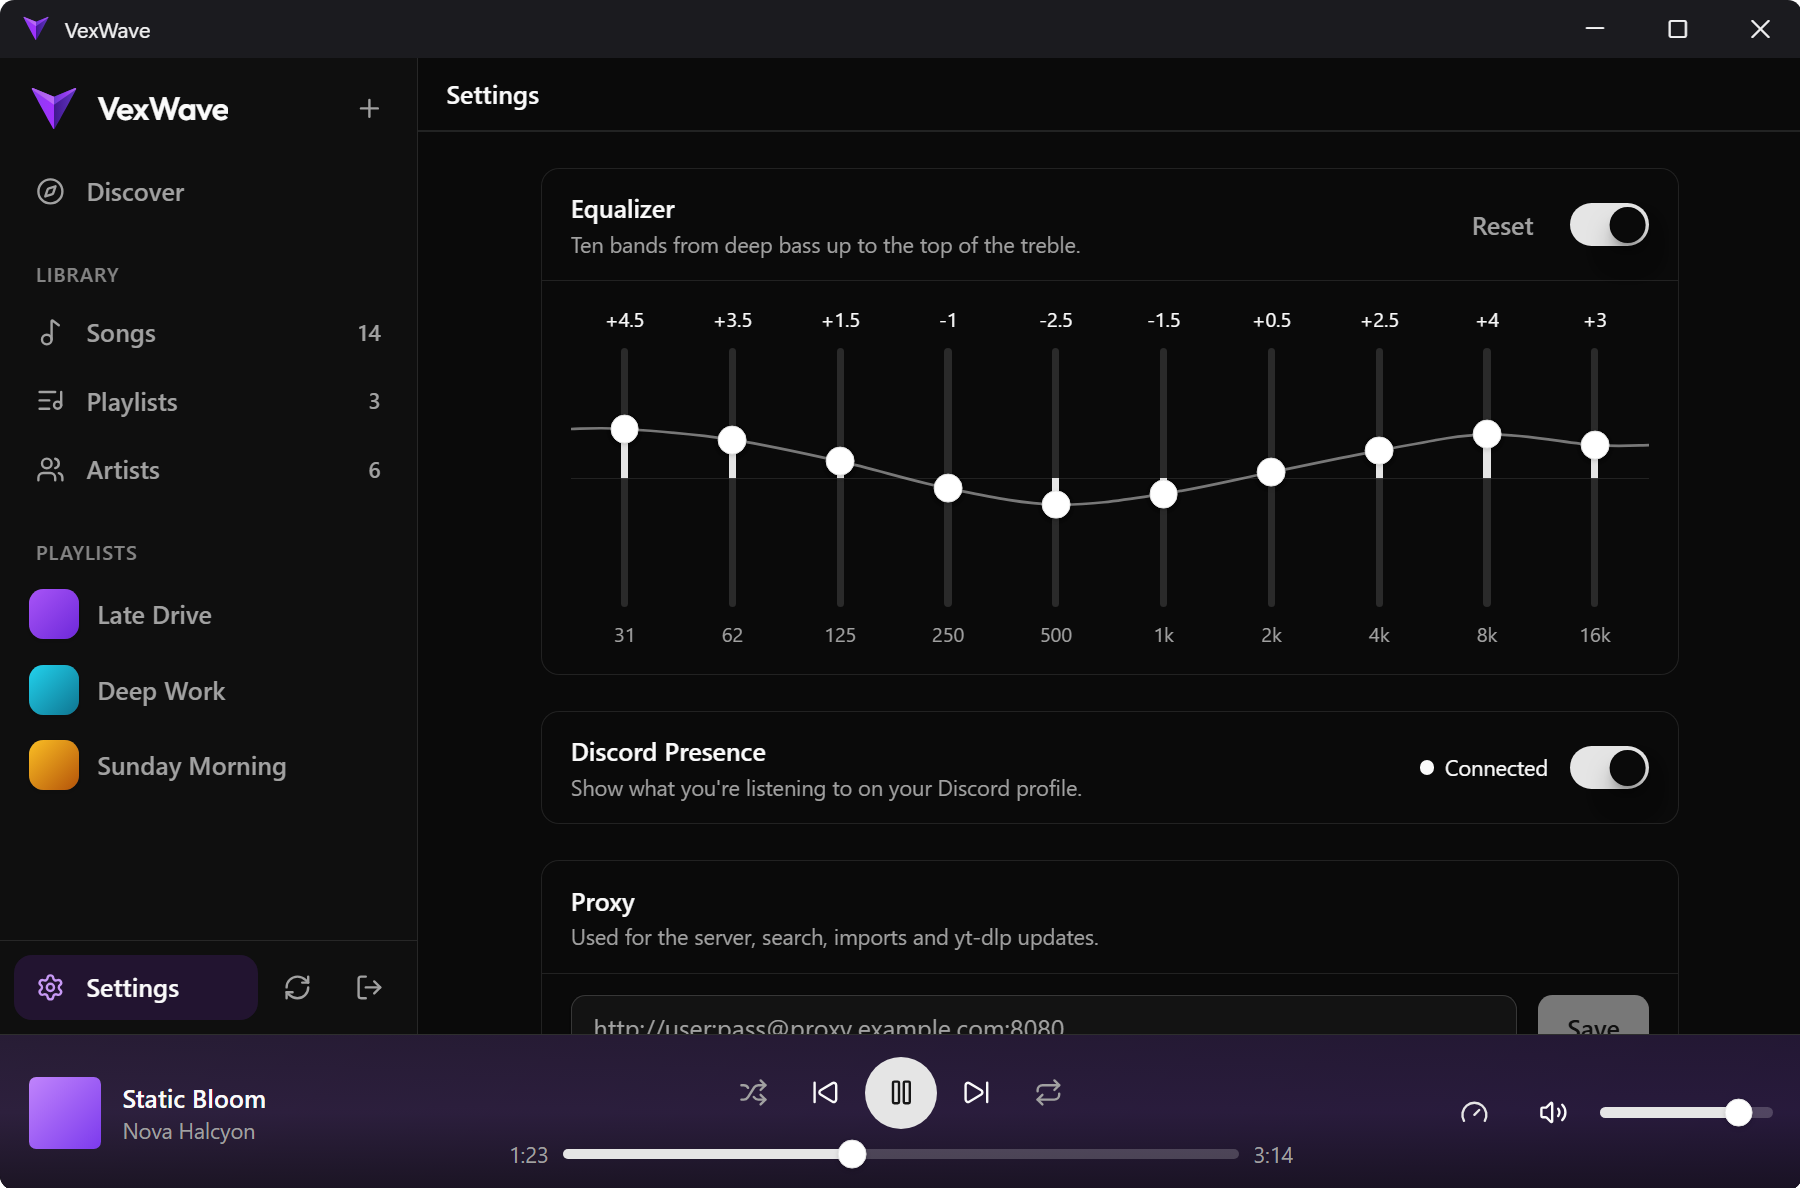 VexWave
VexWave
Discover
LIBRARY
Songs 14
Playlists 3
Artists 6
PLAYLISTS
Late Drive
Deep Work
Sunday Morning
Settings
Settings
Equalizer
Ten bands from deep bass up to the top of the treble.
Reset
+4.5 +3.5 +1.5 -1 -2.5 -1.5 +0.5 +2.5 +4 +3
31 62 125 250 500 1k 2k 4k 8k 16k
Discord Presence
Show what you're listening to on your Discord profile.
Connected
Proxy
Used for the server, search, imports and yt-dlp updates.
http://user:pass@proxy.example.com:8080
Save
Static Bloom
Nova Halcyon
1:23 3:14